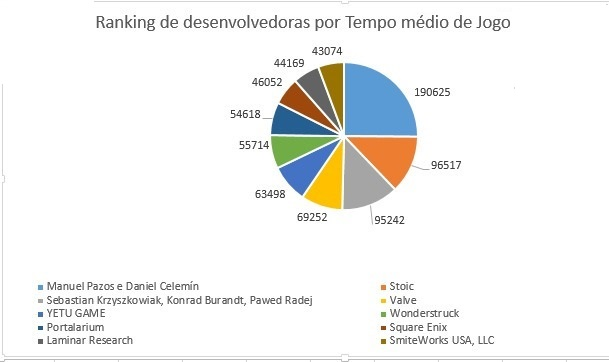 Ranking de desenvolvedoras por Tempo médio de Jogo
43074
44169
190625
46052
54618
55714
96517
63498
69252
95242
Manuel Pazos e Daniel Celemín
Stoic
Sebastian Krzyszkowiak, Konrad Burandt, Pawed Radej
Valve
YETU GAME
Wonderstruck
Portalarium
Square Enix
Laminar Research
SmiteWorks USA, LLC